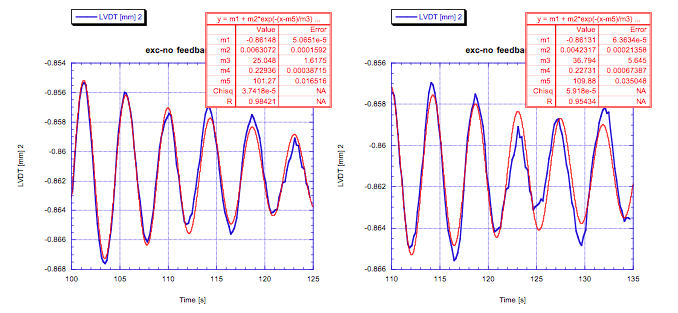 LVDT [mm] 2
y = m1 + m2*exp(-(x-m5)/m3) ...
Value Error
m1 -0.86148 5.0651e-5
m2 0.0063072 0.0001592
m3 25.048 1.6175
m4 0.22936 0.00038715
m5 101.27 0.016516
Chisq 3.7418e-5 NA
R 0.98421 NA
exc-no feedba
-0.854
-0.856
-0.858
-0.86
-0.862
-0.864
-0.866
-0.868
LVDT [mm] 2
100 105 110 115 120 125
Time [s]
LVDT [mm] 2
y = m1 + m2*exp(-(x-m5)/m3) ...
Value Error
m1 -0.86131 6.3634e-5
m2 0.0042317 0.00021358
m3 36.794 5.645
m4 0.22731 0.00067387
m5 109.88 0.035048
Chisq 5.918e-5 NA
R 0.95434 NA
exc-no feedba
-0.856
-0.858
-0.86
-0.862
-0.864
-0.866
LVDT [mm] 2
110 115 120 125 130 135
Time [s]